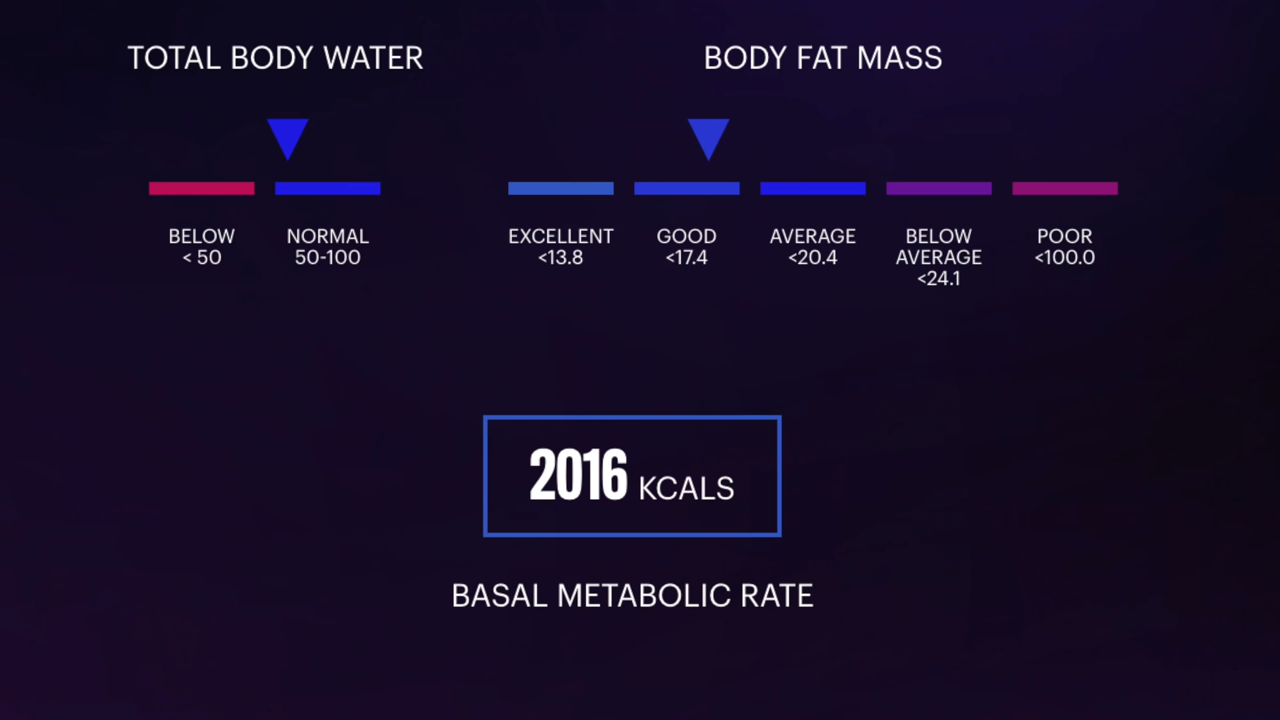 TOTAL BODY WATER
BODY FAT MASS
BELOW
< 50
NORMAL
50-100
EXCELLENT
<13.8
GOOD
<17.4
AVERAGE
<20.4
BELOW
AVERAGE
<24.1
POOR
<100.0
2016 KCALS
BASAL METABOLIC RATE